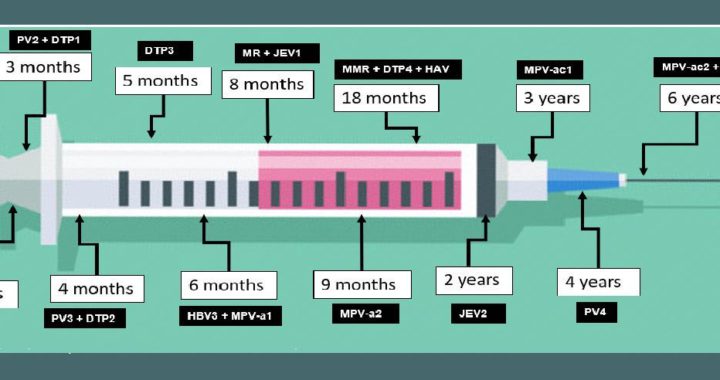 PV2 + DTP1
3 months
DTP3
5 months
MR + JEV1
8 months
MMR + DTP4 + HAV
18 months
MPV-ac1
3 years
MPV-ac2 +
6 years
s
4 months
PV3 + DTP2
6 months
HBV3 + MPV-a1
9 months
MPV-a2
2 years
JEV2
4 years
PV4